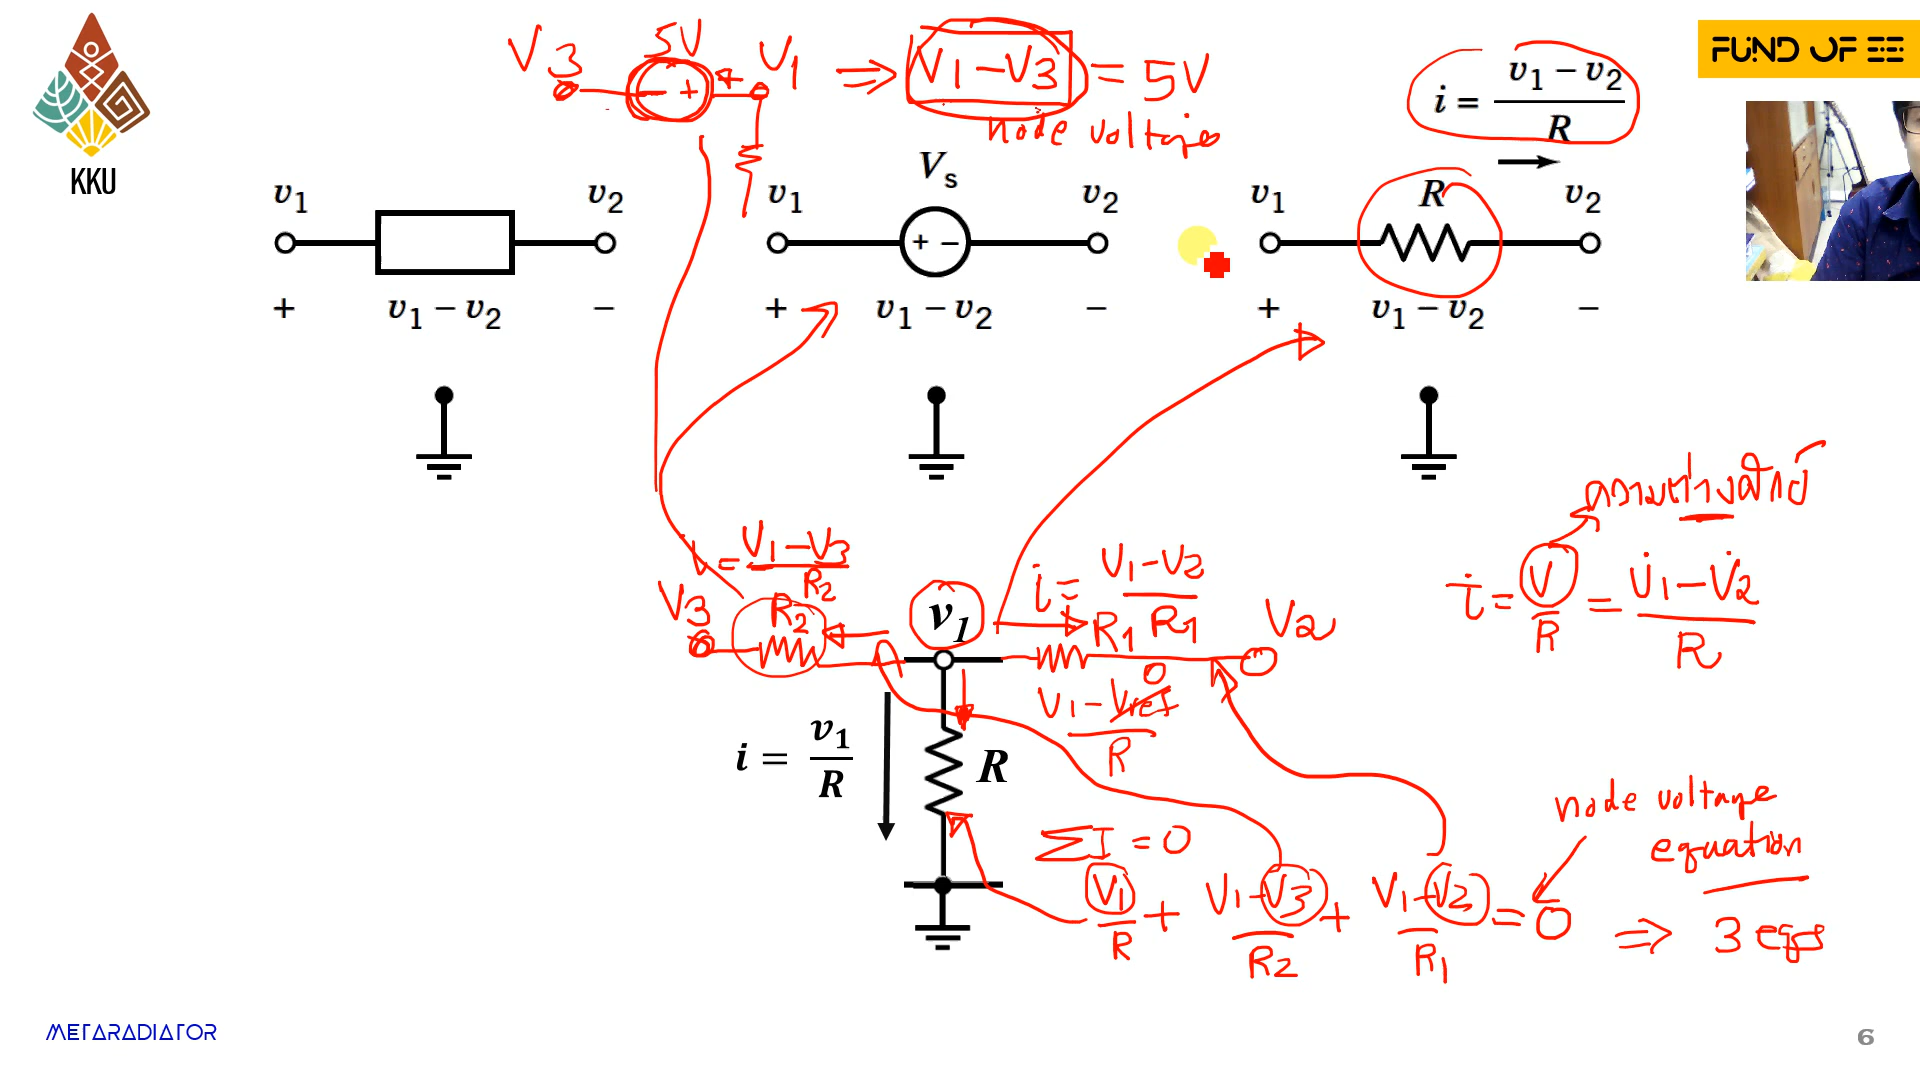 V3 5V V1 ⇒ V1-V3 = 5V
node voltages
FUND OF EE
i = (v1 − v2)/R
KKU
v1 v2
+ v1 − v2 −
v1 Vs v2
+ −
+ v1 − v2 −
v1 R v2
+ v1 − v2 −
ความต่างศักย์
i = V/R = (V1-V2)/R
= (V1-V3)/R2
V3 R2
v1
i = (V1-V2)/R1
R1 V2
(V1-Vref)/R
0
i = v1/R
R
ΣI = 0
V1/R + (V1-V3)/R2 + (V1-V2)/R1 = 0
node voltage
equation
⇒ 3 eqs
METARADIATOR
6